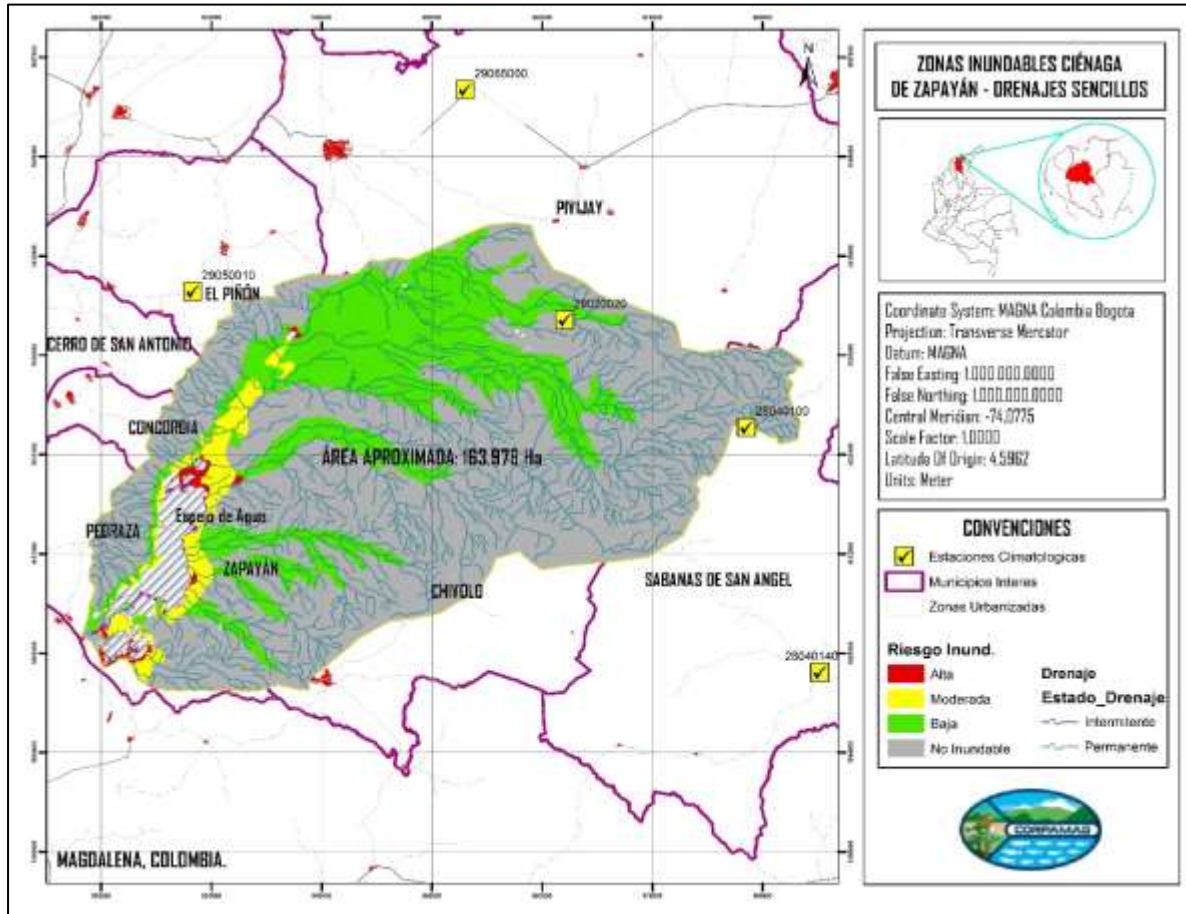 N
29065000
PIVIJAY
29050010
EL PIÑÓN
29020020
CERRO DE SAN ANTONIO
CONCORDIA
28040100
ÁREA APROXIMADA: 163.978 Ha
Espejo de Agua
PEDRAZA
ZAPAYÁN
CHIVOLO
SABANAS DE SAN ANGEL
28040140
MAGDALENA, COLOMBIA.
ZONAS INUNDABLES CIÉNAGA
DE ZAPAYÁN - DRENAJES SENCILLOS
Coordinate System: MAGNA Colombia Bogota
Projection: Transverse Mercator
Datum: MAGNA
False Easting: 1.000.000,0000
False Northing: 1.000.000,0000
Central Meridian: -74,0775
Scale Factor: 1,0000
Latitude Of Origin: 4,5962
Units: Meter
CONVENCIONES
Estaciones Climatologicas
Municipios Interes
Zonas Urbanizadas
Riesgo Inund.
Alta
Moderada
Baja
No Inundable
Drenaje
Estado_Drenaje
Intermitente
Permanente
CORPAMAG